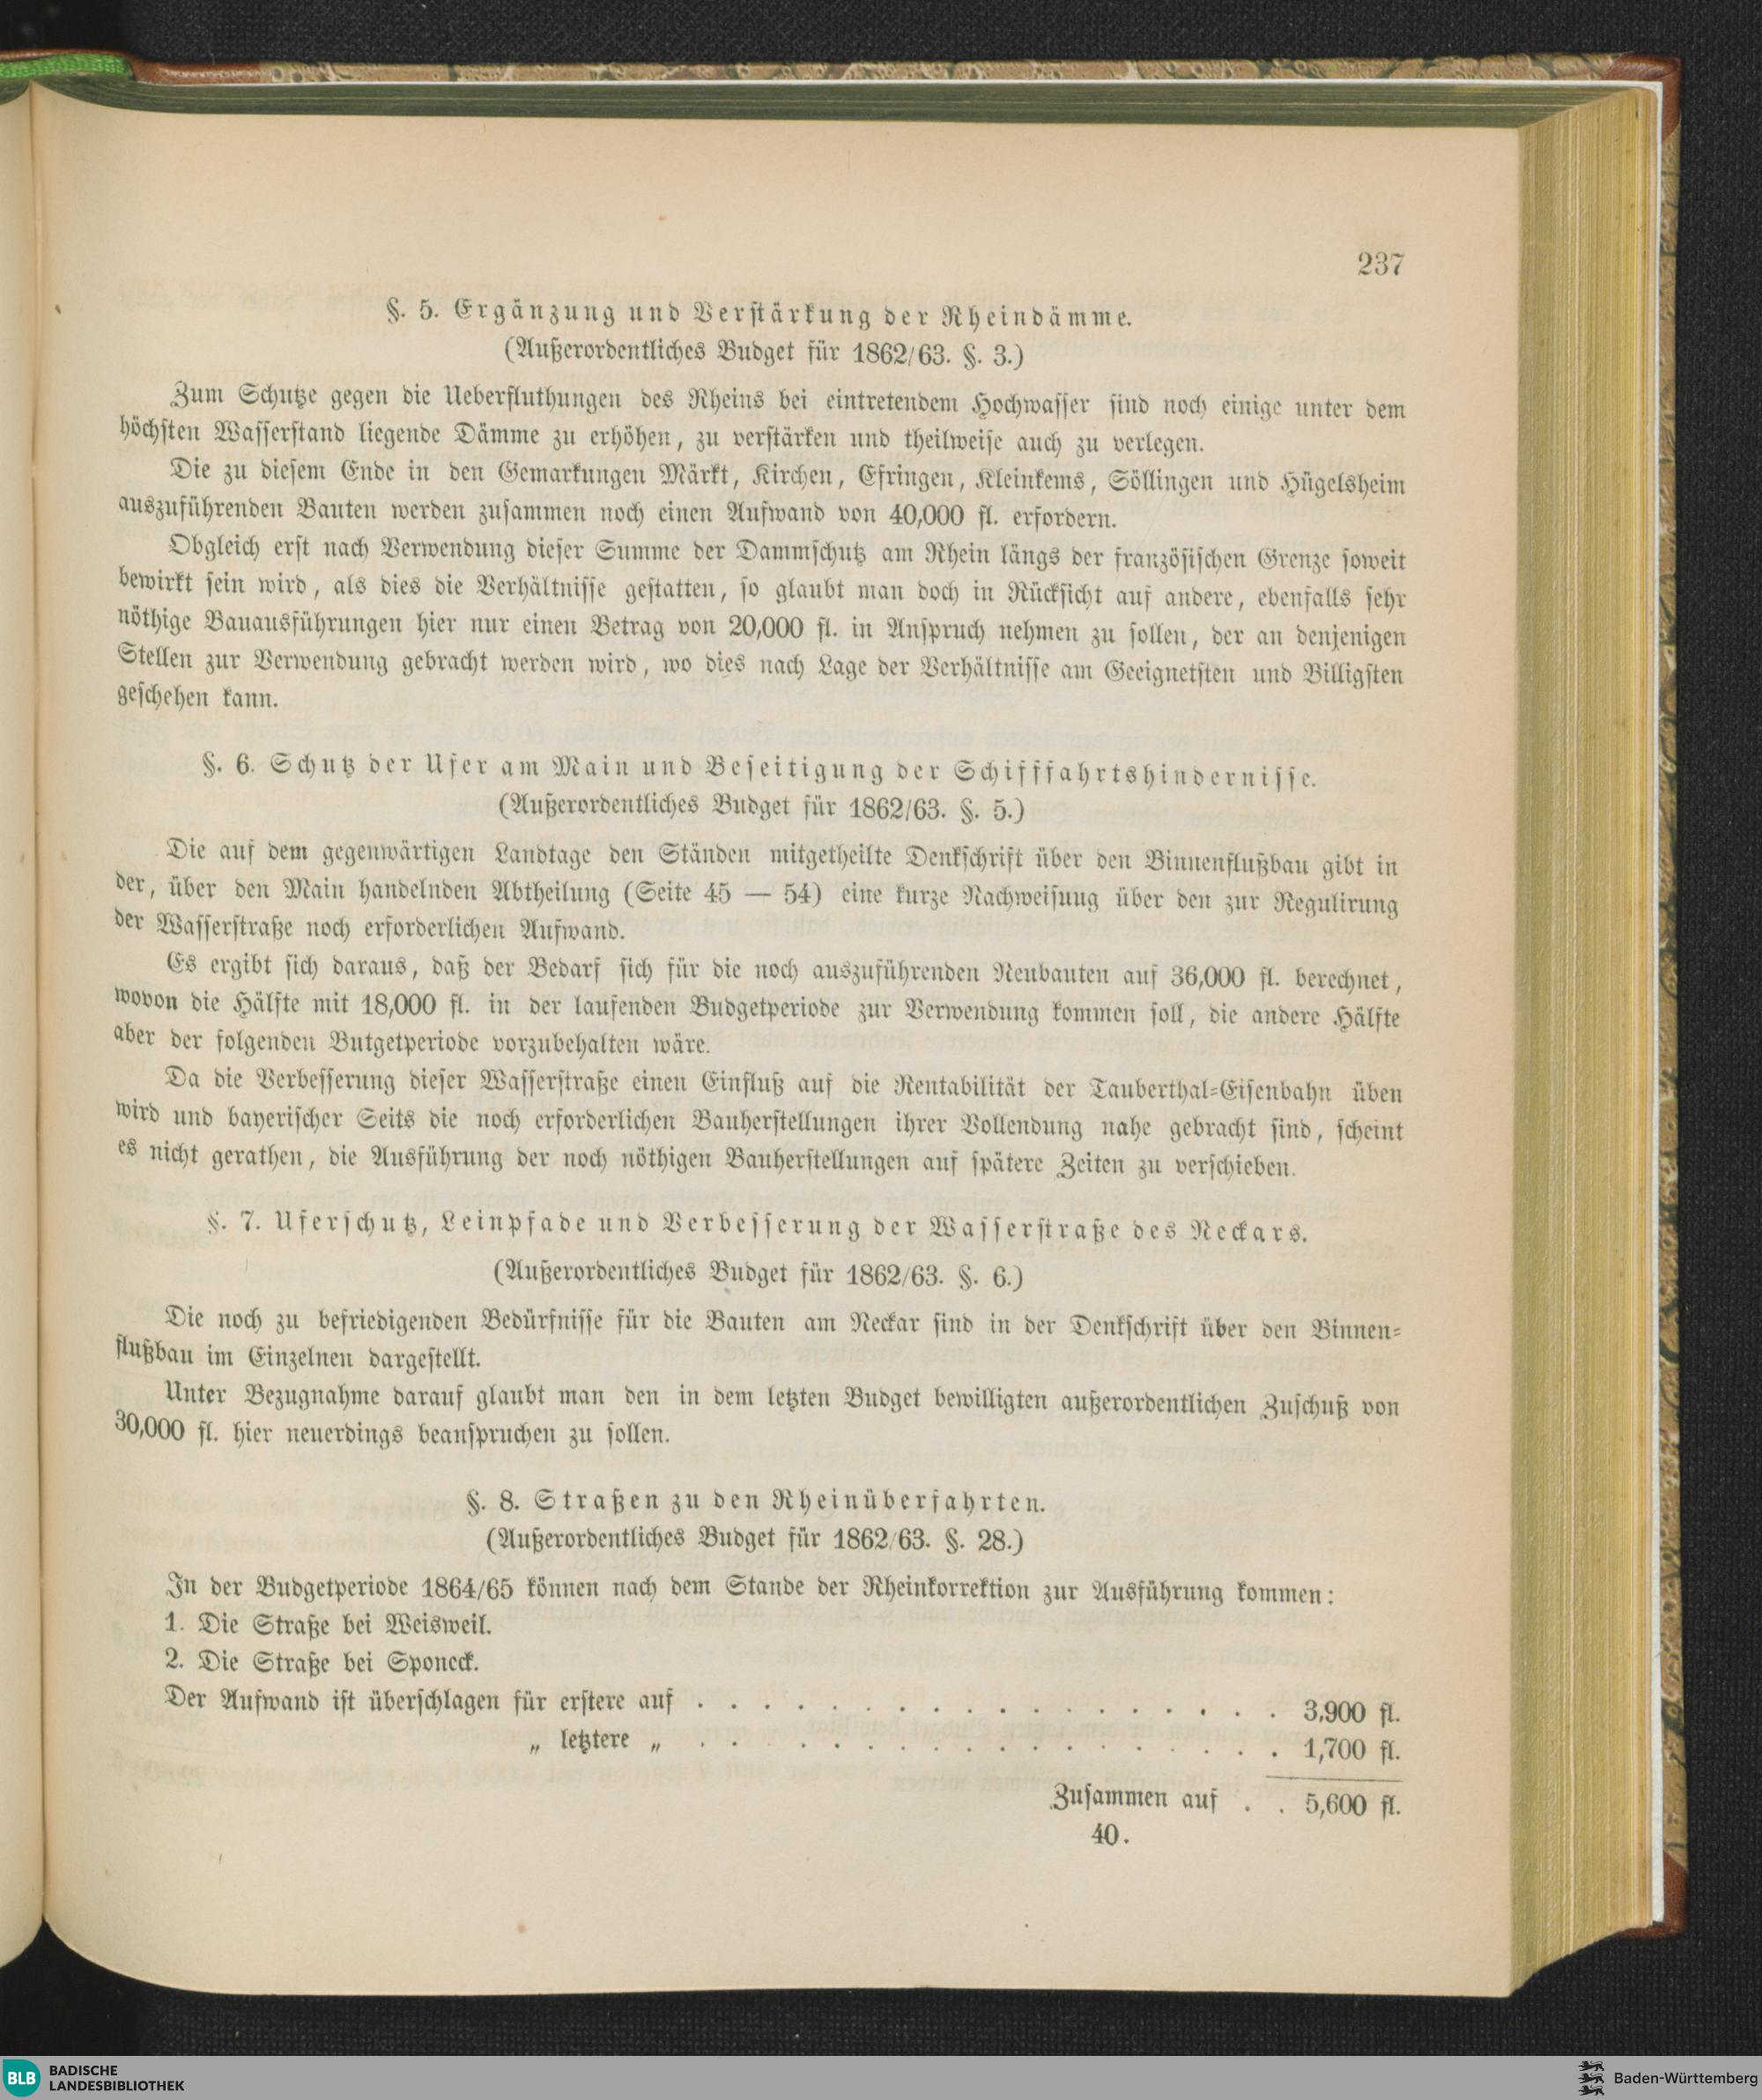 237
§. 5. Ergänzung und Verstärkung der Rheindämme.
(Außerordentliches Budget für 1862/63. §. 3.)
Zum Schutze gegen die Ueberfluthungen des Rheins bei eintretendem Hochwasser sind noch einige unter dem
höchsten Wasserstand liegende Dämme zu erhöhen, zu verstärken und theilweise auch zu verlegen.
Die zu diesem Ende in den Gemarkungen Märkt, Kirchen, Efringen, Kleinkems, Söllingen und Hügelsheim
auszuführenden Bauten werden zusammen noch einen Aufwand von 40,000 fl. erfordern.
Obgleich erst nach Verwendung dieser Summe der Dammschutz am Rhein längs der französischen Grenze soweit
bewirkt sein wird, als dies die Verhältnisse gestatten, so glaubt man doch in Rücksicht auf andere, ebenfalls sehr
nöthige Bauausführungen hier nur einen Betrag von 20,000 fl. in Anspruch nehmen zu sollen, der an denjenigen
Stellen zur Verwendung gebracht werden wird, wo dies nach Lage der Verhältnisse am Geeignetsten und Billigsten
geschehen kann.
§. 6. Schutz der Ufer am Main und Beseitigung der Schifffahrtshindernisse.
(Außerordentliches Budget für 1862/63. §. 5.)
Die auf dem gegenwärtigen Landtage den Ständen mitgetheilte Denkschrift über den Binnenflußbau gibt in
der, über den Main handelnden Abtheilung (Seite 45 — 54) eine kurze Nachweisung über den zur Regulirung
der Wasserstraße noch erforderlichen Aufwand.
Es ergibt sich daraus, daß der Bedarf sich für die noch auszuführenden Neubauten auf 36,000 fl. berechnet,
wovon die Hälfte mit 18,000 fl. in der laufenden Budgetperiode zur Verwendung kommen soll, die andere Hälfte
aber der folgenden Butgetperiode vorzubehalten wäre.
Da die Verbesserung dieser Wasserstraße einen Einfluß auf die Rentabilität der Tauberthal-Eisenbahn üben
wird und bayerischer Seits die noch erforderlichen Bauherstellungen ihrer Vollendung nahe gebracht sind, scheint
es nicht gerathen, die Ausführung der noch nöthigen Bauherstellungen auf spätere Zeiten zu verschieben.
§. 7. Uferschutz, Leinpfade und Verbesserung der Wasserstraße des Neckars.
(Außerordentliches Budget für 1862/63. §. 6.)
Die noch zu befriedigenden Bedürfnisse für die Bauten am Neckar sind in der Denkschrift über den Binnen-
flußbau im Einzelnen dargestellt.
Unter Bezugnahme darauf glaubt man den in dem letzten Budget bewilligten außerordentlichen Zuschuß von
30,000 fl. hier neuerdings beanspruchen zu sollen.
§. 8. Straßen zu den Rheinüberfahrten.
(Außerordentliches Budget für 1862/63. §. 28.)
In der Budgetperiode 1864/65 können nach dem Stande der Rheinkorrektion zur Ausführung kommen:
1. Die Straße bei Weisweil.
2. Die Straße bei Sponeck.
Der Aufwand ist überschlagen für erstere auf . . . . . . . . . . . . . . . . . . 3,900 fl.
„ letztere „ . . . . . . . . . . . . . . . . . . 1,700 fl.
Zusammen auf . . 5,600 fl.
40.
BLB BADISCHE
LANDESBIBLIOTHEK
Baden-Württemberg